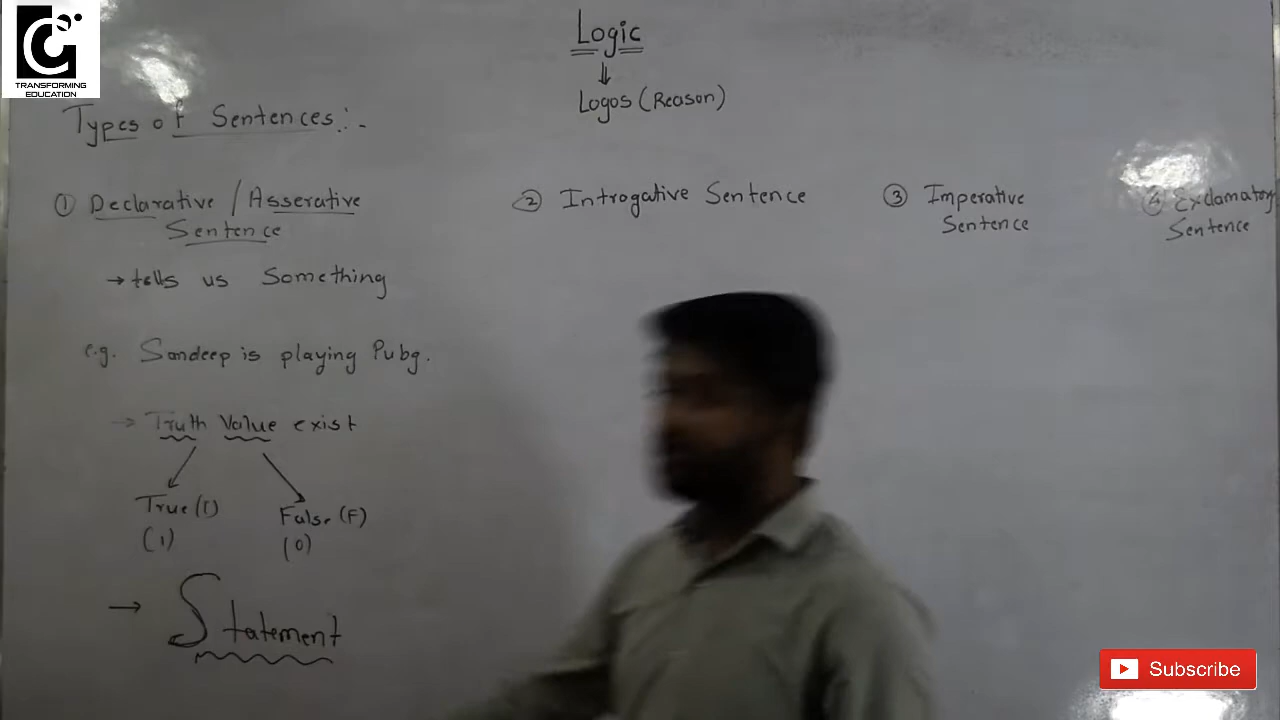 TRANSFORMING
EDUCATION
Logic
⇓
Logos (Reason)
Types of Sentences:-
① Declarative / Asserative
Sentence
→ tells us Something
e.g. Sandeep is playing Pubg.
→ Truth Value exist
True (T)
(1)
False (F)
(0)
→ Statement
② Introgative Sentence
③ Imperative
Sentence
④ Exclamatory
Sentence
Subscribe